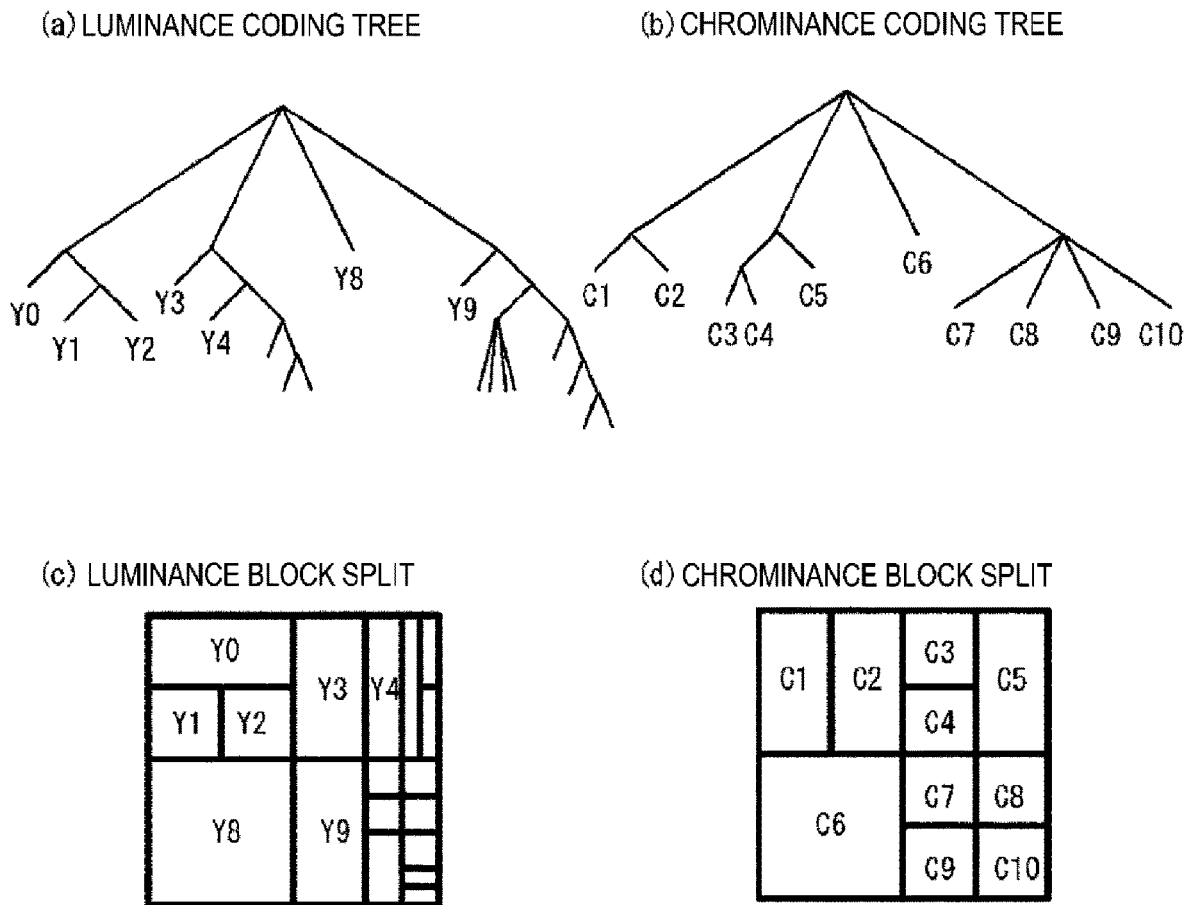 (a) LUMINANCE CODING TREE
(b) CHROMINANCE CODING TREE
Y0
Y1
Y2
Y3
Y4
Y8
Y9
C1
C2
C3
C4
C5
C6
C7
C8
C9
C10
(c) LUMINANCE BLOCK SPLIT
(d) CHROMINANCE BLOCK SPLIT
Y0
Y1
Y2
Y3
Y4
Y8
Y9
C1
C2
C3
C4
C5
C6
C7
C8
C9
C10